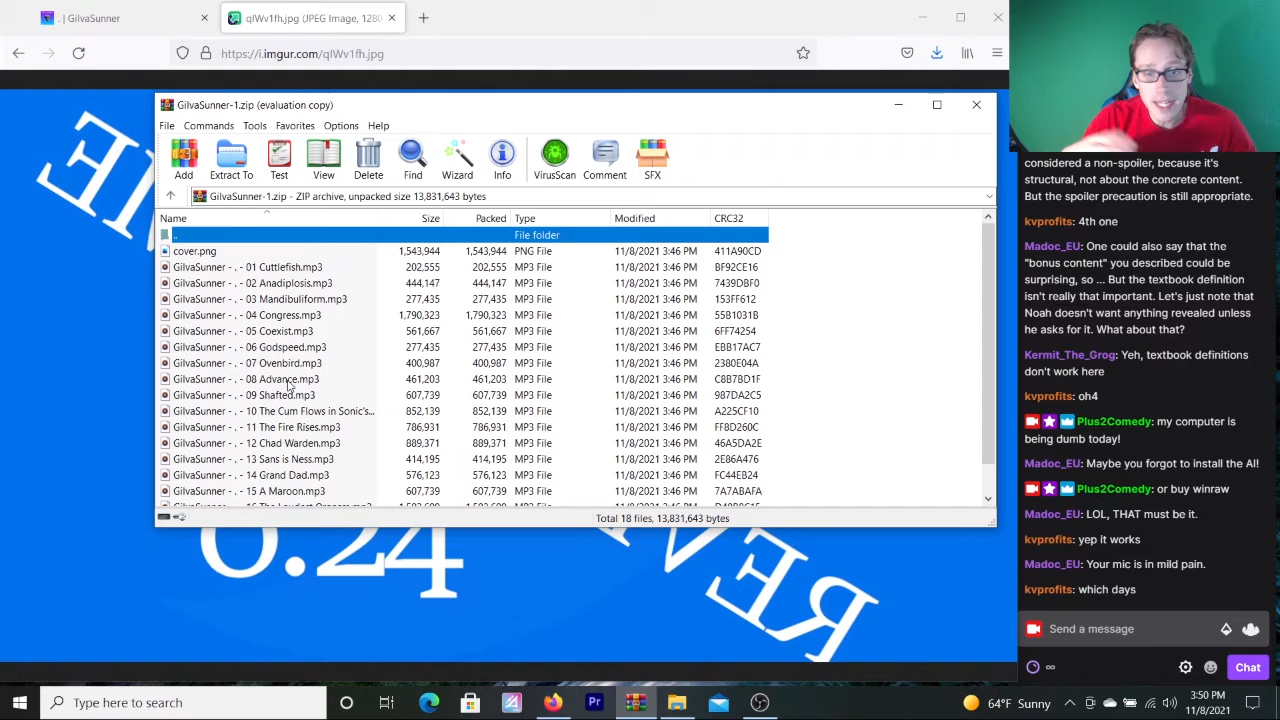 . | GilvaSunner
qIWv1fh.jpg (JPEG Image, 1280
https://i.imgur.com/qIWv1fh.jpg
GilvaSunner-1.zip (evaluation copy)
File Commands Tools Favorites Options Help
Add Extract To Test View Delete Find Wizard Info VirusScan Comment SFX
GilvaSunner-1.zip - ZIP archive, unpacked size 13,831,643 bytes
Name Size Packed Type Modified CRC32
.. File folder
cover.png 1,543,944 1,543,944 PNG File 11/8/2021 3:46 PM 411A90CD
GilvaSunner - . - 01 Cuttlefish.mp3 202,555 202,555 MP3 File 11/8/2021 3:46 PM BF92CE16
GilvaSunner - . - 02 Anadiplosis.mp3 444,147 444,147 MP3 File 11/8/2021 3:46 PM 7439DBF0
GilvaSunner - . - 03 Mandibuliform.mp3 277,435 277,435 MP3 File 11/8/2021 3:46 PM 153FF612
GilvaSunner - . - 04 Congress.mp3 1,790,323 1,790,323 MP3 File 11/8/2021 3:46 PM 55B1031B
GilvaSunner - . - 05 Coexist.mp3 561,667 561,667 MP3 File 11/8/2021 3:46 PM 6FF74254
GilvaSunner - . - 06 Godspeed.mp3 277,435 277,435 MP3 File 11/8/2021 3:46 PM EBB17AC7
GilvaSunner - . - 07 Ovenbird.mp3 400,987 400,987 MP3 File 11/8/2021 3:46 PM 2380E04A
GilvaSunner - . - 08 Advance.mp3 461,203 461,203 MP3 File 11/8/2021 3:46 PM C8B7BD1F
GilvaSunner - . - 09 Shafted.mp3 607,739 607,739 MP3 File 11/8/2021 3:46 PM 987DA2C5
GilvaSunner - . - 10 The Cum Flows in Sonic's... 852,139 852,139 MP3 File 11/8/2021 3:46 PM A225CF10
GilvaSunner - . - 11 The Fire Rises.mp3 786,931 786,931 MP3 File 11/8/2021 3:46 PM FF8D260C
GilvaSunner - . - 12 Chad Warden.mp3 889,371 889,371 MP3 File 11/8/2021 3:46 PM 46A5DA2E
GilvaSunner - . - 13 Sans is Ness.mp3 414,195 414,195 MP3 File 11/8/2021 3:46 PM 2E86A476
GilvaSunner - . - 14 Grand Dad.mp3 576,123 576,123 MP3 File 11/8/2021 3:46 PM FC44EB24
GilvaSunner - . - 15 A Maroon.mp3 607,739 607,739 MP3 File 11/8/2021 3:46 PM 7A7ABAFA
Total 18 files, 13,831,643 bytes
0.24
REV
considered a non-spoiler, because it's
structural, not about the concrete content.
But the spoiler precaution is still appropriate.
kvprofits: 4th one
Madoc_EU: One could also say that the
"bonus content" you described could be
surprising, so ... But the textbook definition
isn't really that important. Let's just note that
Noah doesn't want anything revealed unless
he asks for it. What about that?
Kermit_The_Grog: Yeh, textbook definitions
don't work here
kvprofits: oh4
Plus2Comedy: my computer is
being dumb today!
Madoc_EU: Maybe you forgot to install the AI!
Plus2Comedy: or buy winraw
Madoc_EU: LOL, THAT must be it.
kvprofits: yep it works
Madoc_EU: Your mic is in mild pain.
kvprofits: which days
Send a message
Chat
Type here to search
Pr
64°F Sunny
3:50 PM
11/8/2021